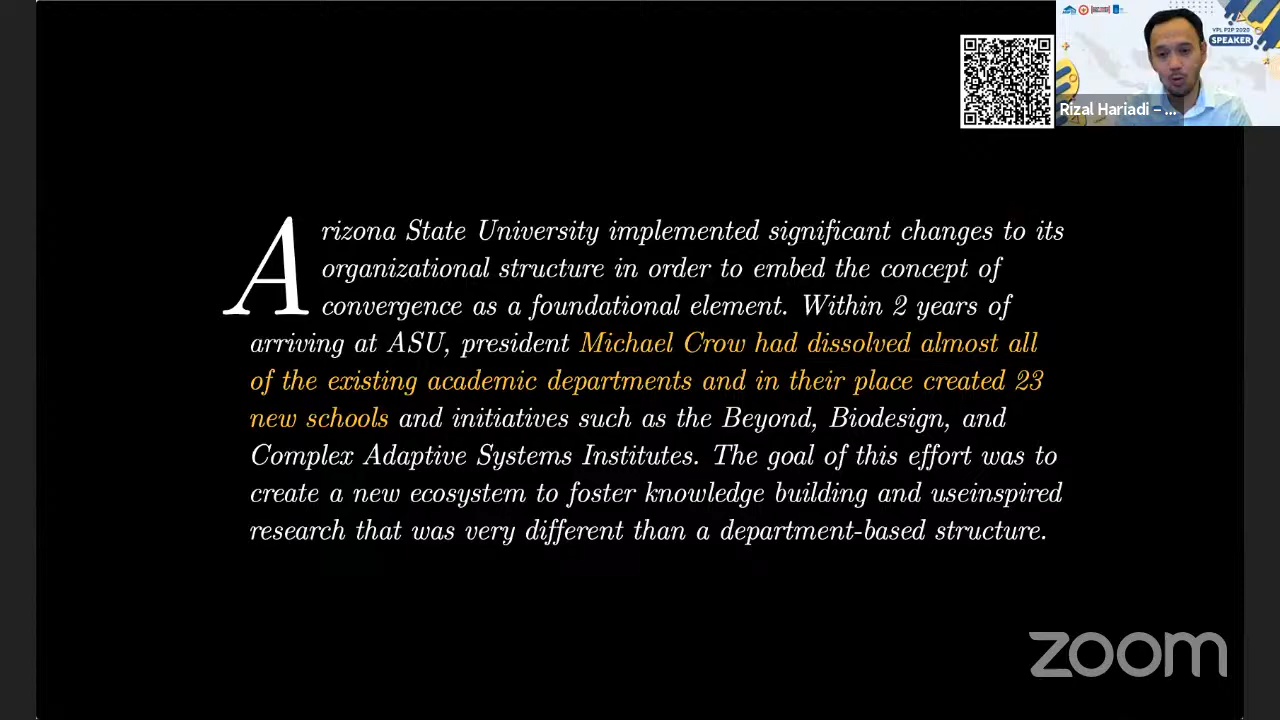 VPL P2P 2020
SPEAKER
Rizal Hariadi – ...
Arizona State University implemented significant changes to its
organizational structure in order to embed the concept of
convergence as a foundational element. Within 2 years of
arriving at ASU, president Michael Crow had dissolved almost all
of the existing academic departments and in their place created 23
new schools and initiatives such as the Beyond, Biodesign, and
Complex Adaptive Systems Institutes. The goal of this effort was to
create a new ecosystem to foster knowledge building and useinspired
research that was very different than a department-based structure.
zoom